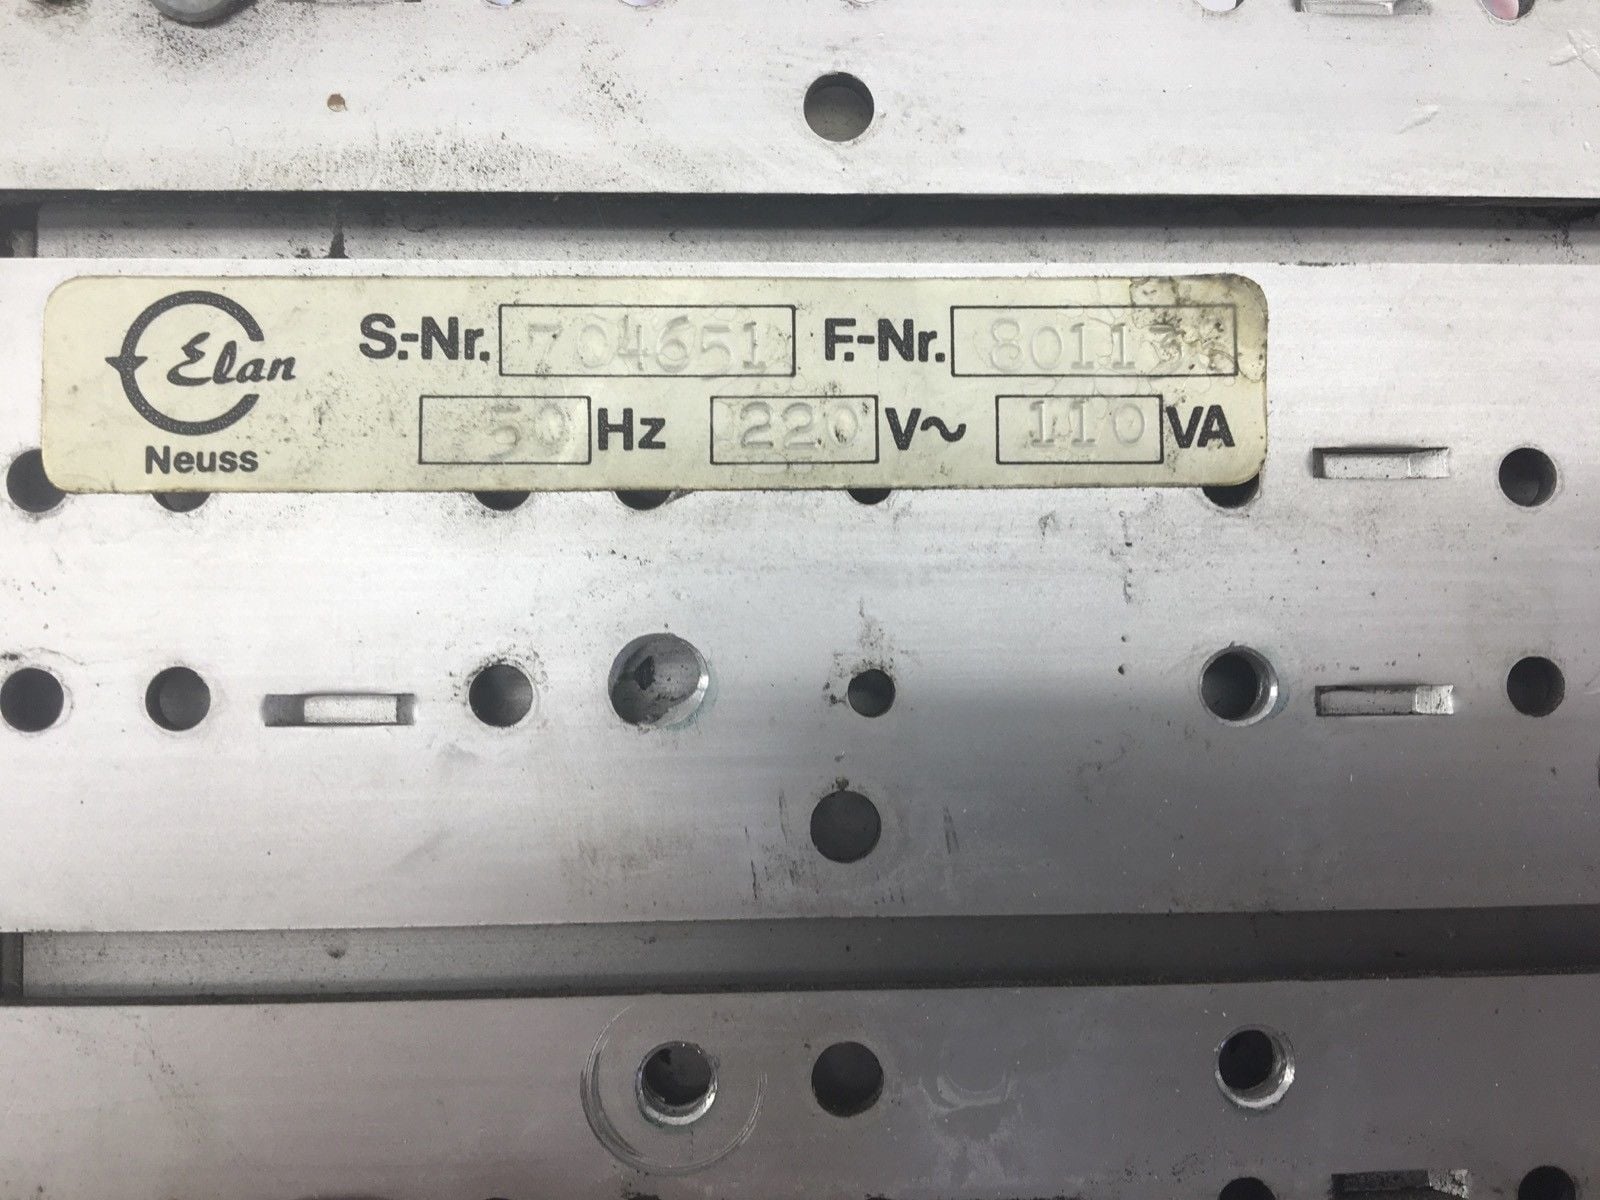 Elan
Neuss
S.-Nr. 704651 F.-Nr.
50 Hz 220 V~ 110 VA